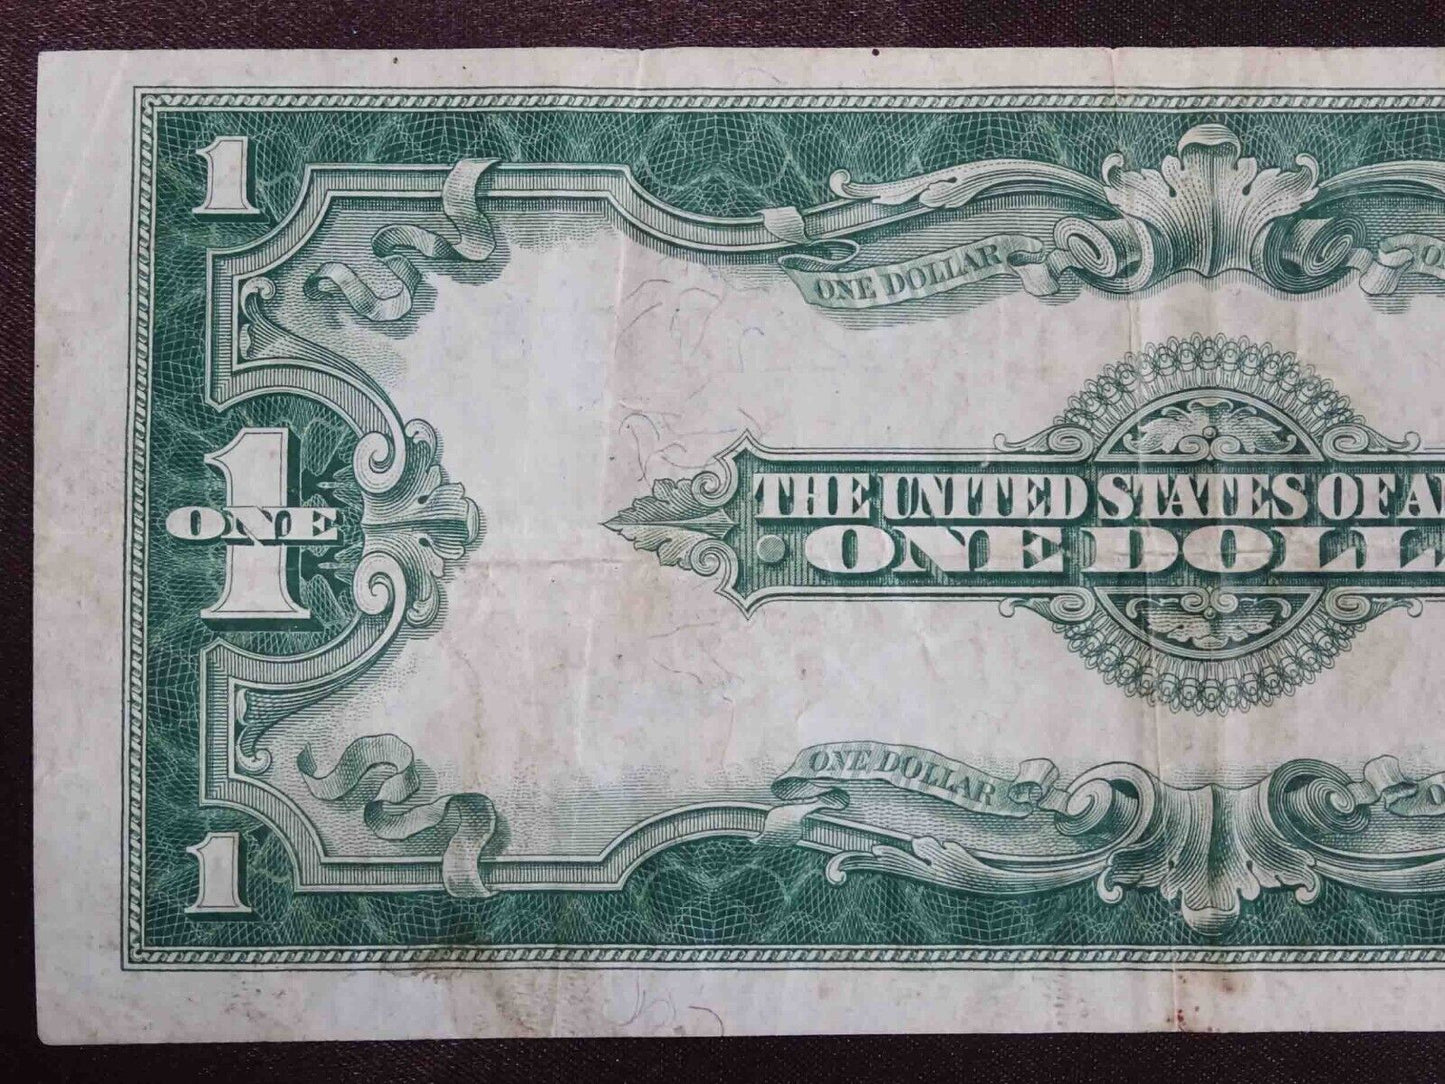 1
ONE DOLLAR
1
ONE
THE UNITED STATES OF A
ONE DOLL
ONE DOLLAR
1